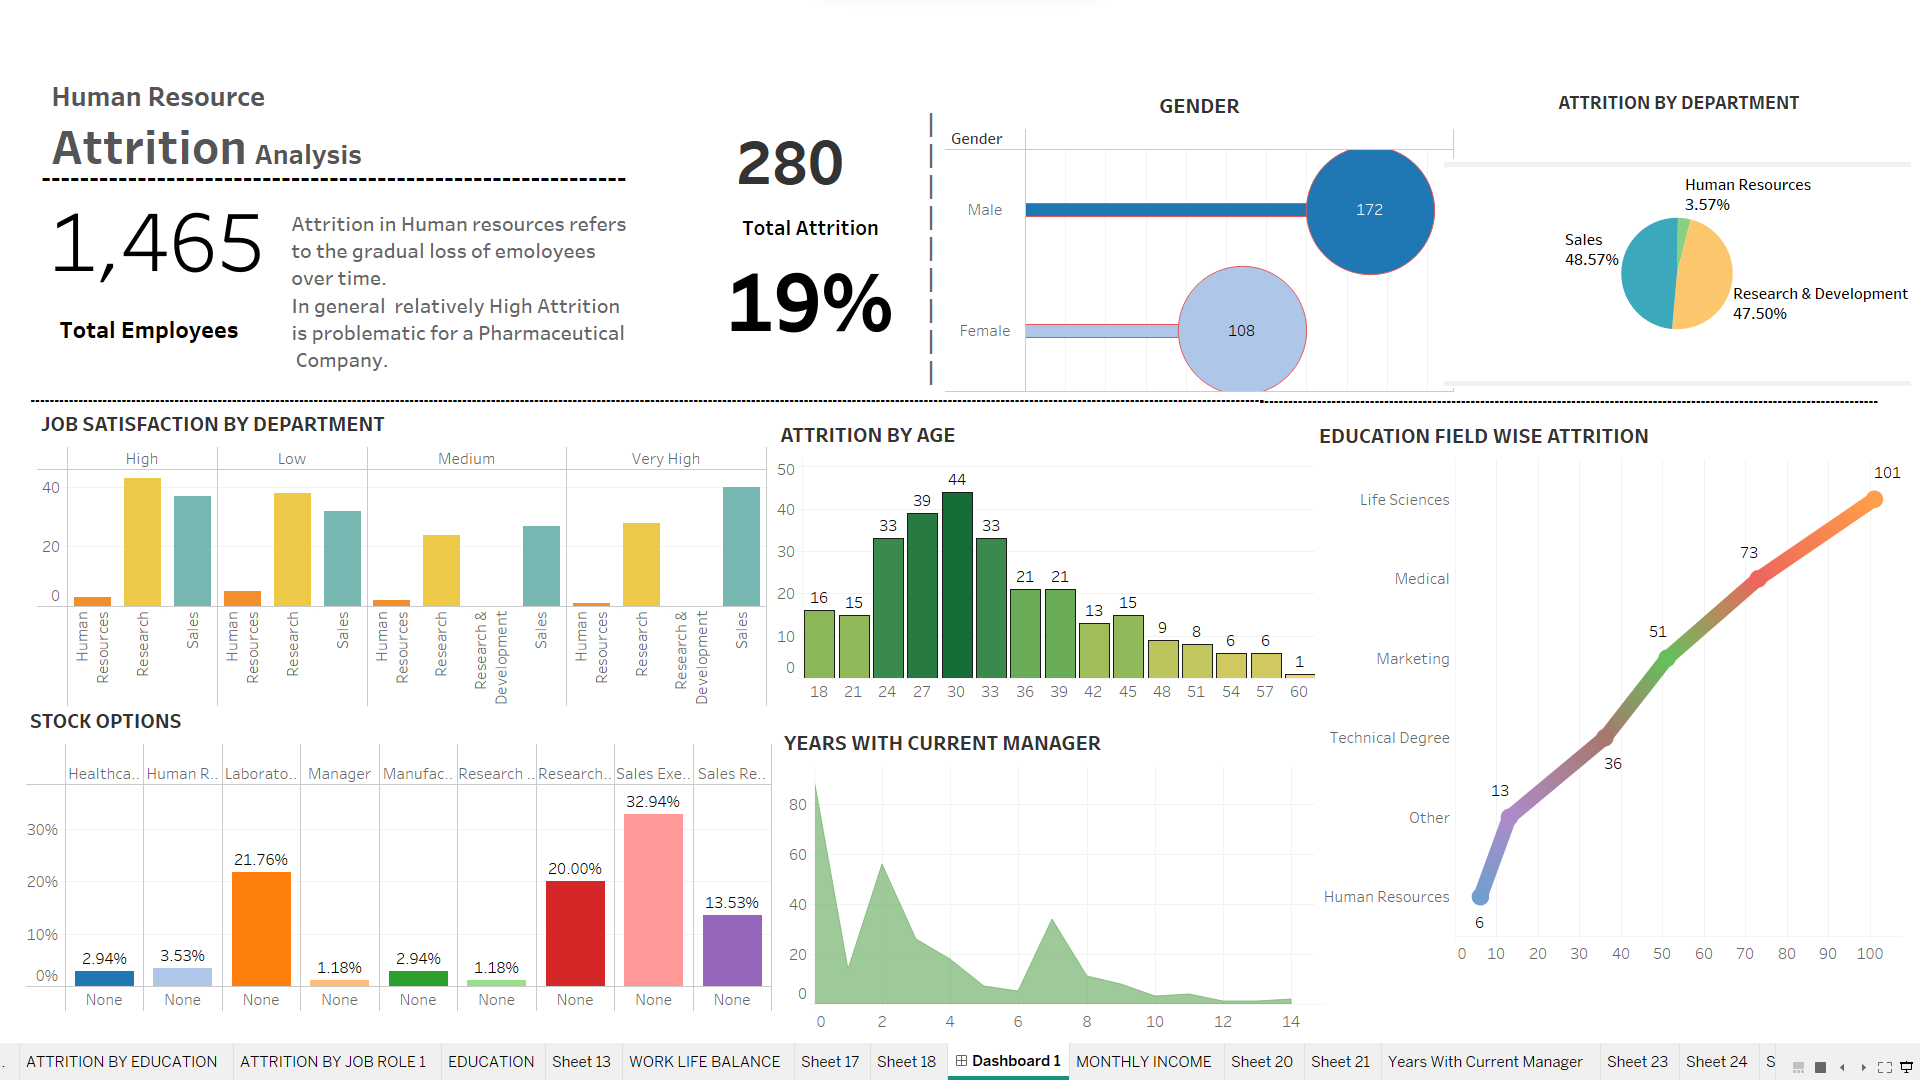 Human Resource
Attrition Analysis
1,465
Total Employees
Attrition in Human resources refers
to the gradual loss of emoloyees
over time.
In general relatively High Attrition
is problematic for a Pharmaceutical
Company.
280
Total Attrition
19%
GENDER
Gender
Male
172
Female
108
ATTRITION BY DEPARTMENT
Human Resources
3.57%
Sales
48.57%
Research & Development
47.50%
JOB SATISFACTION BY DEPARTMENT
High Low Medium Very High
40
20
0
Human Resources
Research
Sales
Human Resources
Research
Sales
Human Resources
Research
Research & Development
Sales
Human Resources
Research
Research & Development
Sales
ATTRITION BY AGE
50
40
30
20
10
0
16 15 33 39 44 33 21 21 13 15 9 8 6 6 1
18 21 24 27 30 33 36 39 42 45 48 51 54 57 60
EDUCATION FIELD WISE ATTRITION
Life Sciences
101
Medical
73
Marketing
51
Technical Degree
36
Other
13
Human Resources
6
0 10 20 30 40 50 60 70 80 90 100
STOCK OPTIONS
Healthca.. Human R.. Laborato.. Manager Manufac.. Research .. Research.. Sales Exe.. Sales Re..
30%
20%
10%
0%
2.94% 3.53% 21.76% 1.18% 2.94% 1.18% 20.00% 32.94% 13.53%
None None None None None None None None None
YEARS WITH CURRENT MANAGER
80
60
40
20
0
0 2 4 6 8 10 12 14
.. ATTRITION BY EDUCATION ATTRITION BY JOB ROLE 1 EDUCATION Sheet 13 WORK LIFE BALANCE Sheet 17 Sheet 18 Dashboard 1 MONTHLY INCOME Sheet 20 Sheet 21 Years With Current Manager Sheet 23 Sheet 24 S